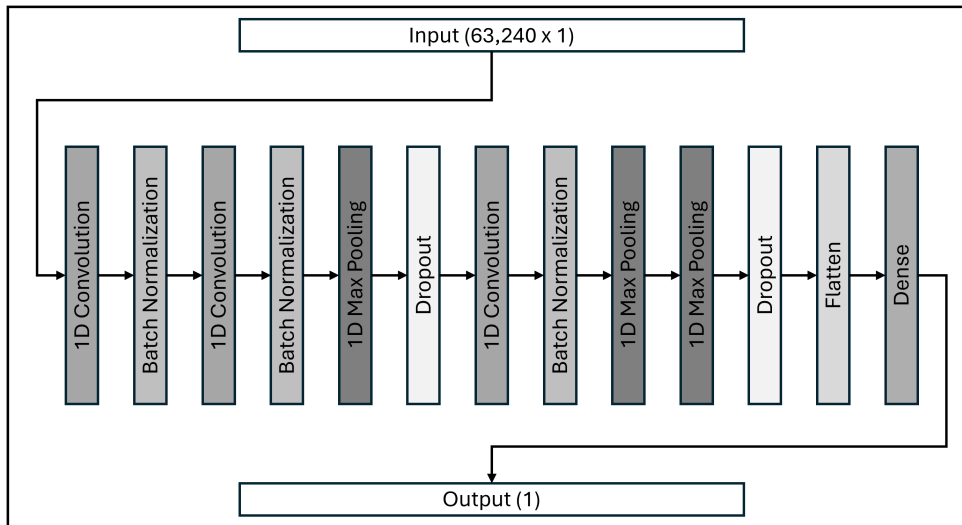 Input (63,240 x 1)
1D Convolution
Batch Normalization
1D Convolution
Batch Normalization
1D Max Pooling
Dropout
1D Convolution
Batch Normalization
1D Max Pooling
1D Max Pooling
Dropout
Flatten
Dense
Output (1)